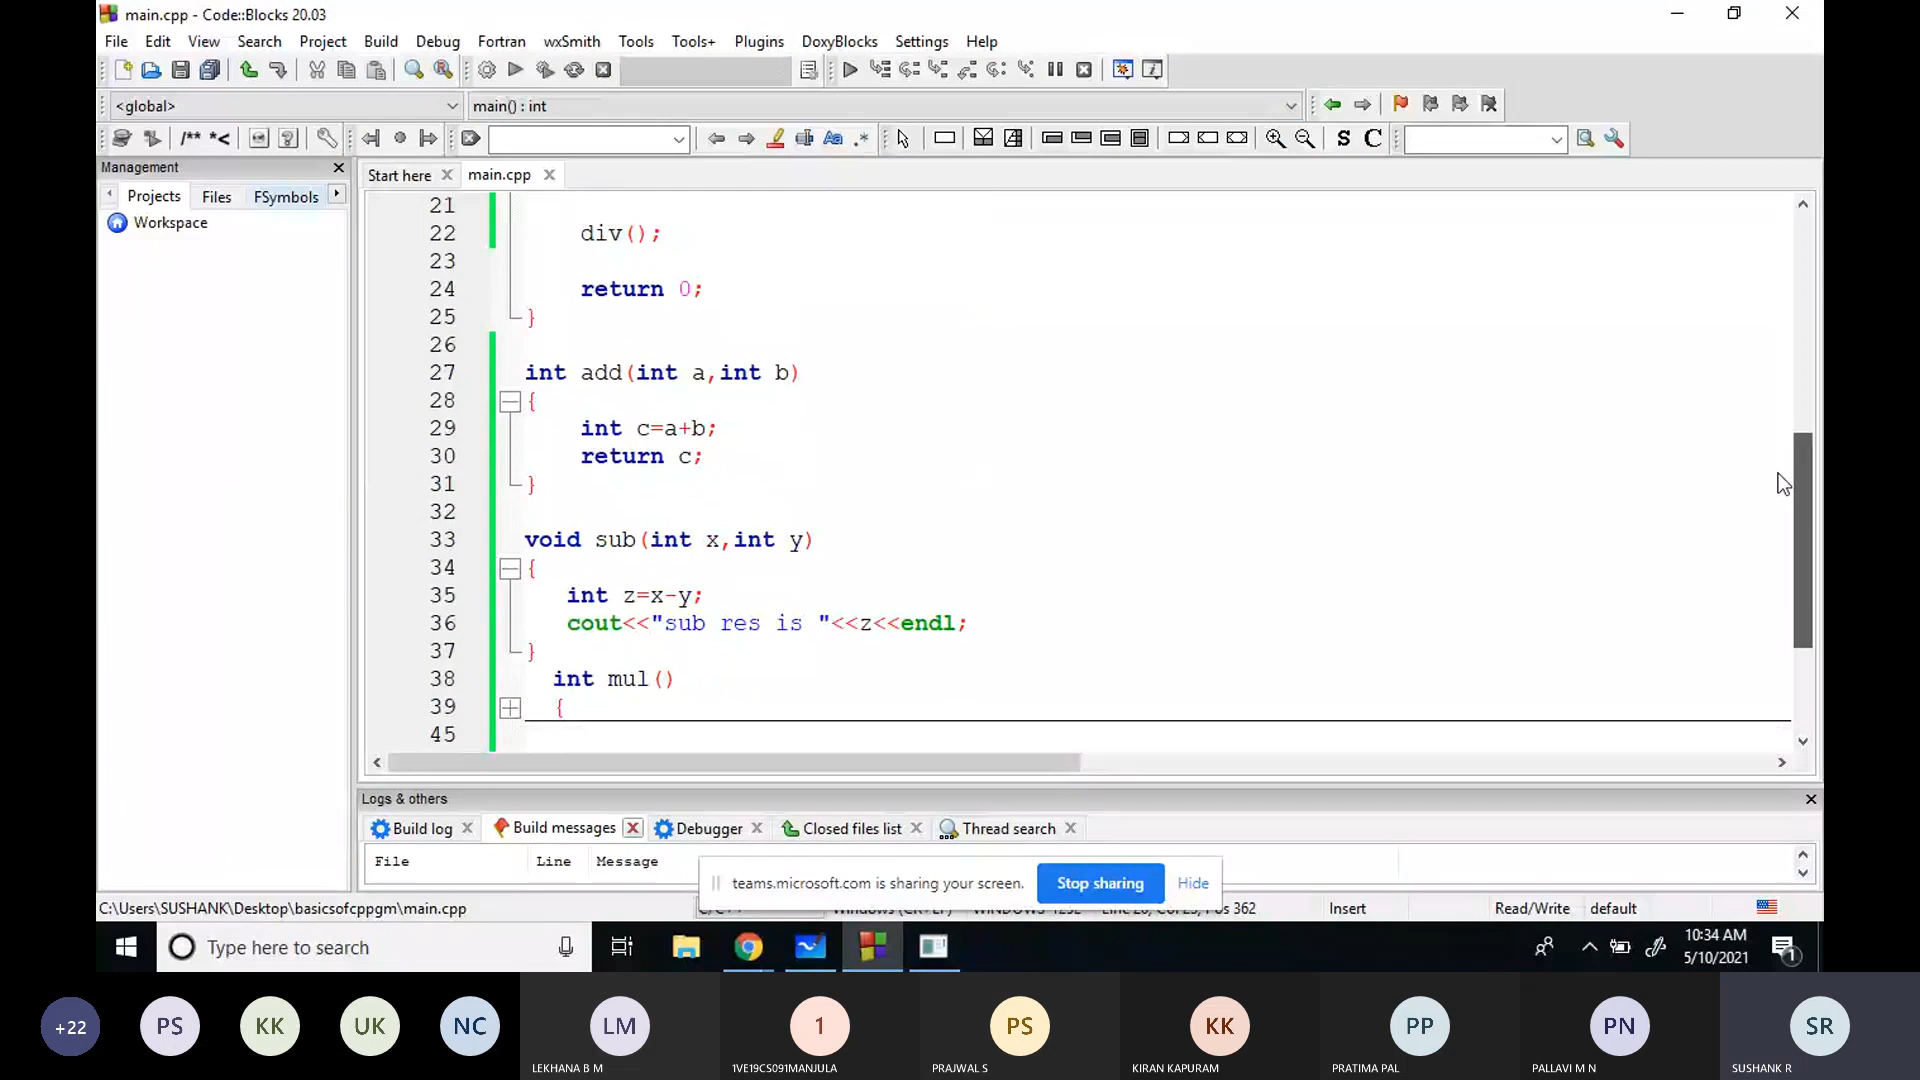 main.cpp - Code::Blocks 20.03
File Edit View Search Project Build Debug Fortran wxSmith Tools Tools+ Plugins DoxyBlocks Settings Help
<global> main() : int
/** *< Aa .* S C
Management
Projects Files FSymbols
Workspace
Start here main.cpp
21
22 div();
23
24 return 0;
25 }
26
27 int add(int a,int b)
28 {
29 int c=a+b;
30 return c;
31 }
32
33 void sub(int x,int y)
34 {
35 int z=x-y;
36 cout<<"sub res is "<<z<<endl;
37 }
38 int mul()
39 {
45
Logs & others
Build log Build messages Debugger Closed files list Thread search
File Line Message
teams.microsoft.com is sharing your screen. Stop sharing Hide
C:\Users\SUSHANK\Desktop\basicsofcppgm\main.cpp Pos 362 Insert Read/Write default
Type here to search
10:34 AM
5/10/2021
1
+22 PS KK UK NC LM 1 PS KK PP PN SR
LEKHANA B M 1VE19CS091MANJULA PRAJWAL S KIRAN KAPURAM PRATIMA PAL PALLAVI M N SUSHANK R